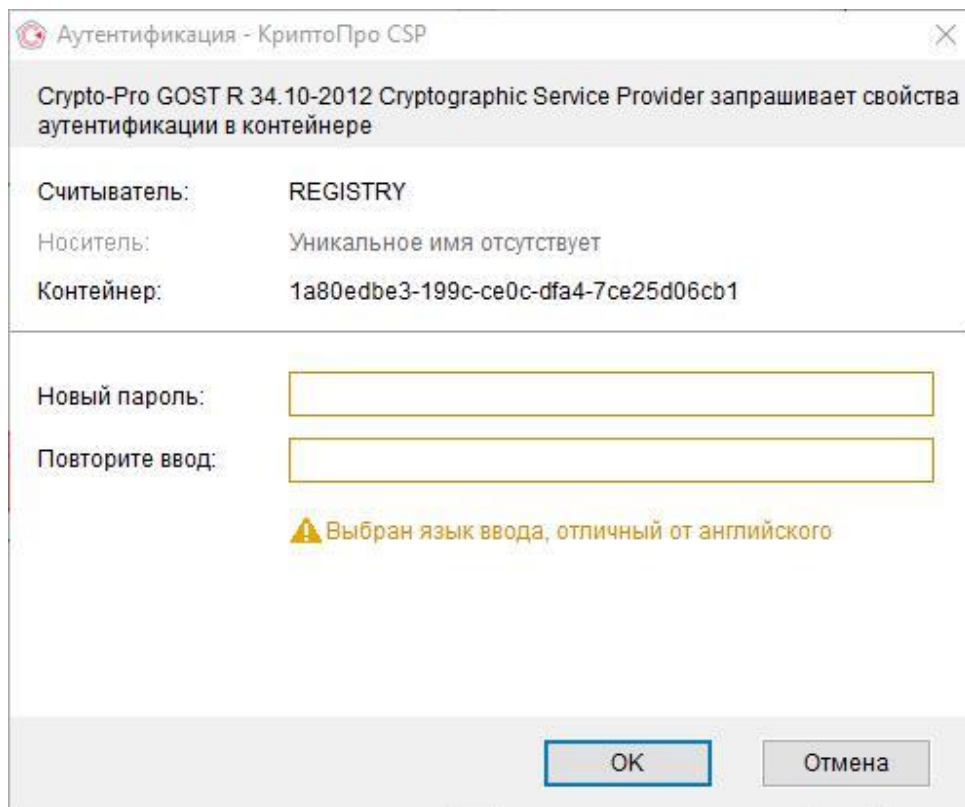 Аутентификация - КриптоПро CSP
Crypto-Pro GOST R 34.10-2012 Cryptographic Service Provider запрашивает свойства
аутентификации в контейнере
Считыватель: REGISTRY
Носитель: Уникальное имя отсутствует
Контейнер: 1a80edbe3-199c-ce0c-dfa4-7ce25d06cb1
Новый пароль:
Повторите ввод:
Выбран язык ввода, отличный от английского
OK Отмена